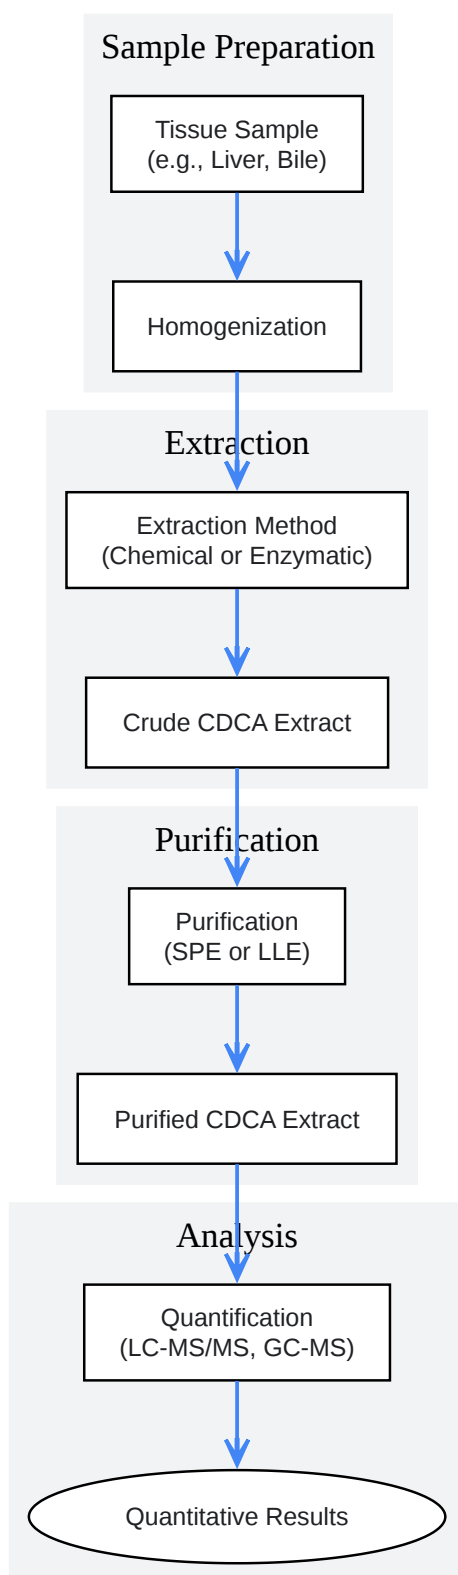 Sample Preparation
Tissue Sample
(e.g., Liver, Bile)
Homogenization
Extraction
Extraction Method
(Chemical or Enzymatic)
Crude CDCA Extract
Purification
Purification
(SPE or LLE)
Purified CDCA Extract
Analysis
Quantification
(LC-MS/MS, GC-MS)
Quantitative Results